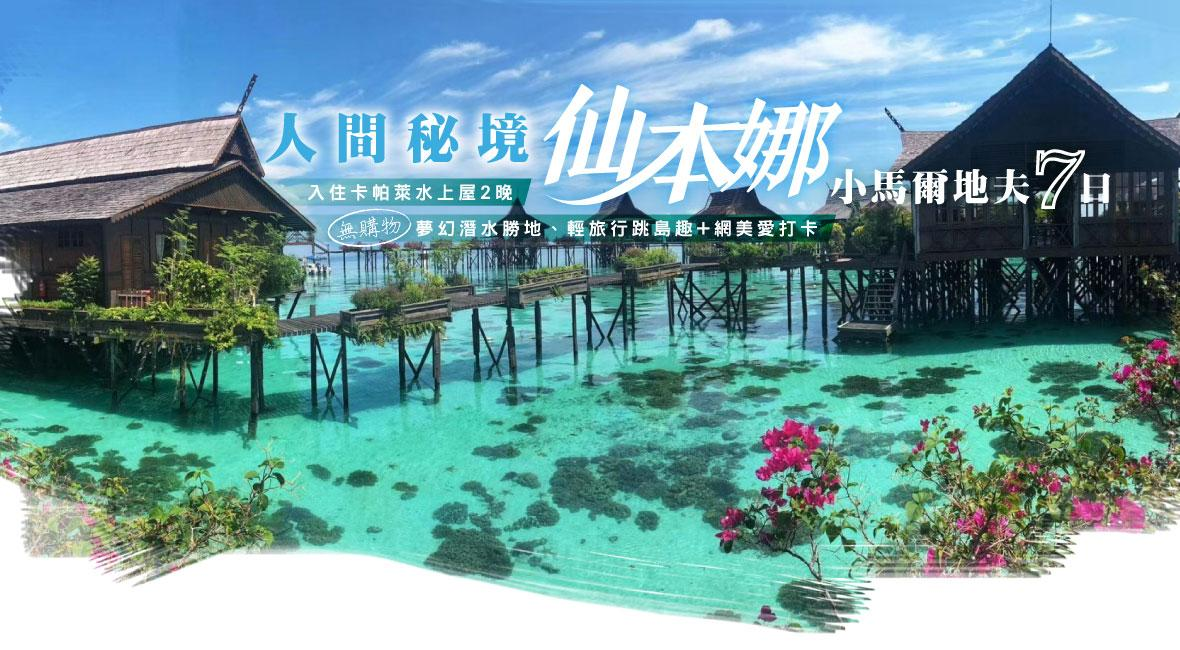 人間秘境 仙本娜 小馬爾地夫7日
入住卡帕萊水上屋2晚
無購物 夢幻潛水勝地、輕旅行跳島趣+網美愛打卡